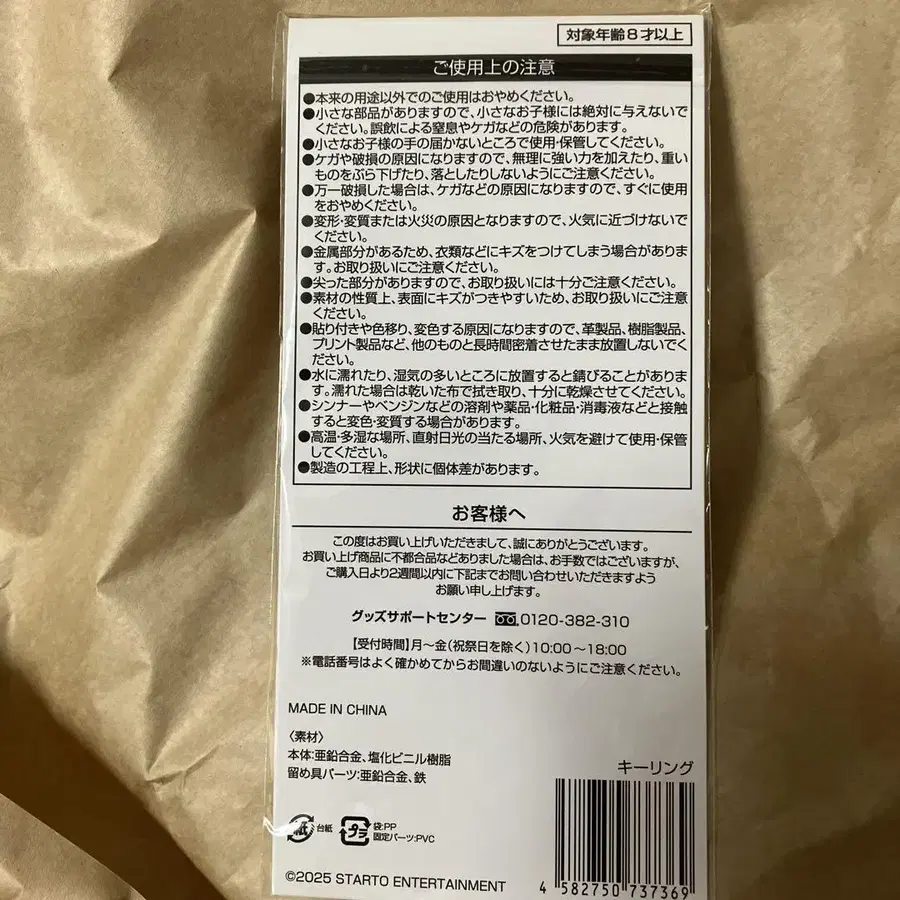 対象年齢8才以上
ご使用上の注意
●本来の用途以外でのご使用はおやめください。
●小さな部品がありますので、小さなお子様には絶対に与えないで
ください。誤飲による窒息やケガなどの危険があります。
●小さなお子様の手の届かないところで使用・保管してください。
●ケガや破損の原因になりますので、無理に強い力を加えたり、重い
ものをぶら下げたり、落としたりしないようにご注意ください。
●万一破損した場合は、ケガなどの原因になりますので、すぐに使用
をおやめください。
●変形・変質または火災の原因となりますので、火気に近づけないで
ください。
●金属部分があるため、衣類などにキズをつけてしまう場合がありま
す。お取り扱いにご注意ください。
●尖った部分がありますので、お取り扱いには十分ご注意ください。
●素材の性質上、表面にキズがつきやすいため、お取り扱いにご注意
ください。
●貼り付きや色移り、変色する原因になりますので、革製品、樹脂製品、
プリント製品など、他のものと長時間密着させたまま放置しないでく
ださい。
●水に濡れたり、湿気の多いところに放置すると錆びることがありま
す。濡れた場合は乾いた布で拭き取り、十分に乾燥させてください。
●シンナーやベンジンなどの溶剤や薬品・化粧品・消毒液などと接触
すると変色・変質する場合があります。
●高温・多湿な場所、直射日光の当たる場所、火気を避けて使用・保管
してください。
●製造の工程上、形状に個体差があります。
お客様へ
この度はお買い上げいただきまして、誠にありがとうございます。
お買い上げ商品に不都合品などありました場合は、お手数ではございますが、
ご購入日より2週間以内に下記までお問い合わせいただきますよう
お願い申し上げます。
グッズサポートセンター 0120-382-310
【受付時間】月～金(祝祭日を除く)10:00～18:00
※電話番号はよく確かめてからお間違いのないようにご注意ください。
MADE IN CHINA
〈素材〉
本体:亜鉛合金、塩化ビニル樹脂
留め具パーツ:亜鉛合金、鉄
キーリング
紙 台紙
プラ 袋:PP
固定パーツ:PVC
©2025 STARTO ENTERTAINMENT
4 582750 737369